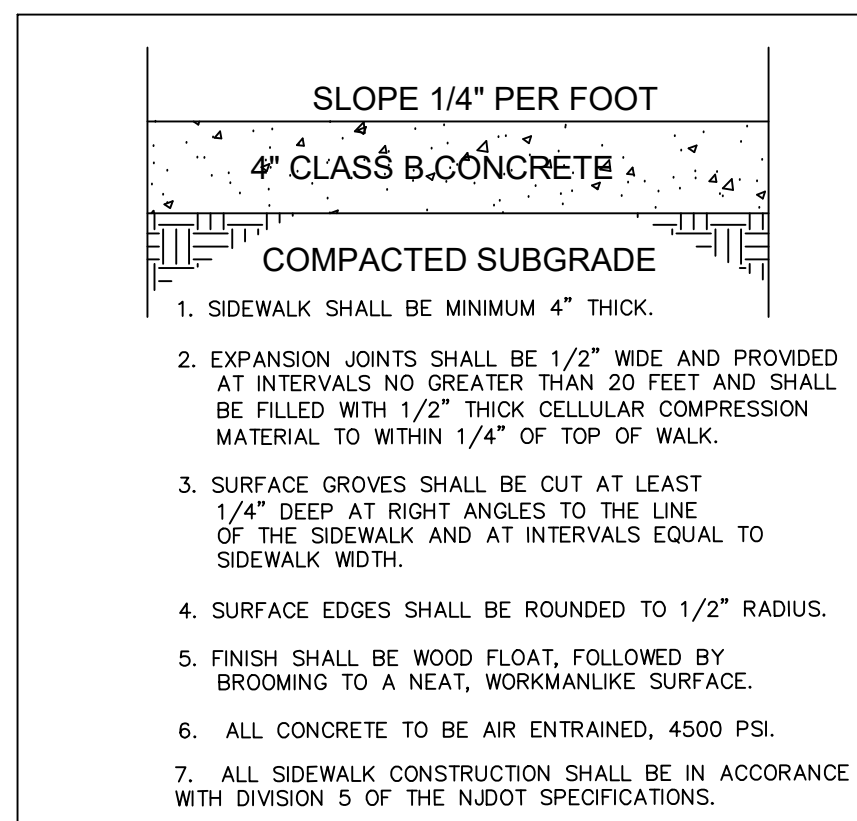 SLOPE 1/4" PER FOOT
4" CLASS B CONCRETE
COMPACTED SUBGRADE
1. SIDEWALK SHALL BE MINIMUM 4" THICK.
2. EXPANSION JOINTS SHALL BE 1/2" WIDE AND PROVIDED
AT INTERVALS NO GREATER THAN 20 FEET AND SHALL
BE FILLED WITH 1/2" THICK CELLULAR COMPRESSION
MATERIAL TO WITHIN 1/4" OF TOP OF WALK.
3. SURFACE GROVES SHALL BE CUT AT LEAST
1/4" DEEP AT RIGHT ANGLES TO THE LINE
OF THE SIDEWALK AND AT INTERVALS EQUAL TO
SIDEWALK WIDTH.
4. SURFACE EDGES SHALL BE ROUNDED TO 1/2" RADIUS.
5. FINISH SHALL BE WOOD FLOAT, FOLLOWED BY
BROOMING TO A NEAT, WORKMANLIKE SURFACE.
6. ALL CONCRETE TO BE AIR ENTRAINED, 4500 PSI.
7. ALL SIDEWALK CONSTRUCTION SHALL BE IN ACCORANCE
WITH DIVISION 5 OF THE NJDOT SPECIFICATIONS.